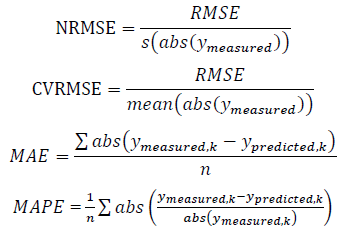 NRMSE = RMSE / s(abs(y_measured))
CVRMSE = RMSE / mean(abs(y_measured))
MAE = ∑ abs(y_measured,k − y_predicted,k) / n
MAPE = 1/n ∑ abs (y_measured,k−y_predicted,k / abs(y_measured,k))